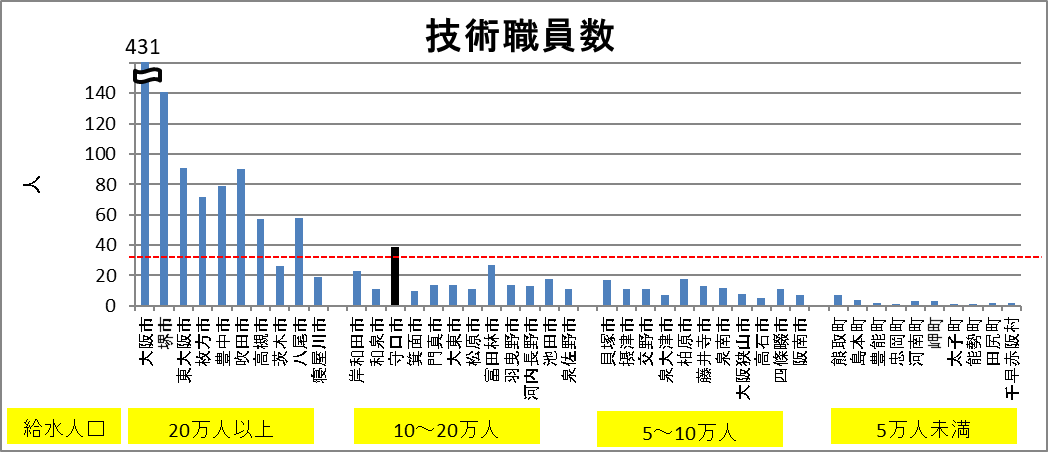 技術職員数
431
人
140
120
100
80
60
40
20
0
大阪市
堺市
東大阪市
枚方市
豊中市
吹田市
高槻市
茨木市
八尾市
寝屋川市
岸和田市
和泉市
守口市
箕面市
門真市
大東市
松原市
富田林市
羽曳野市
河内長野市
池田市
泉佐野市
貝塚市
摂津市
交野市
泉大津市
柏原市
藤井寺市
泉南市
大阪狭山市
高石市
四條畷市
阪南市
熊取町
島本町
豊能町
忠岡町
河南町
岬町
太子町
能勢町
田尻町
千早赤阪村
給水人口
20万人以上
10～20万人
5～10万人
5万人未満